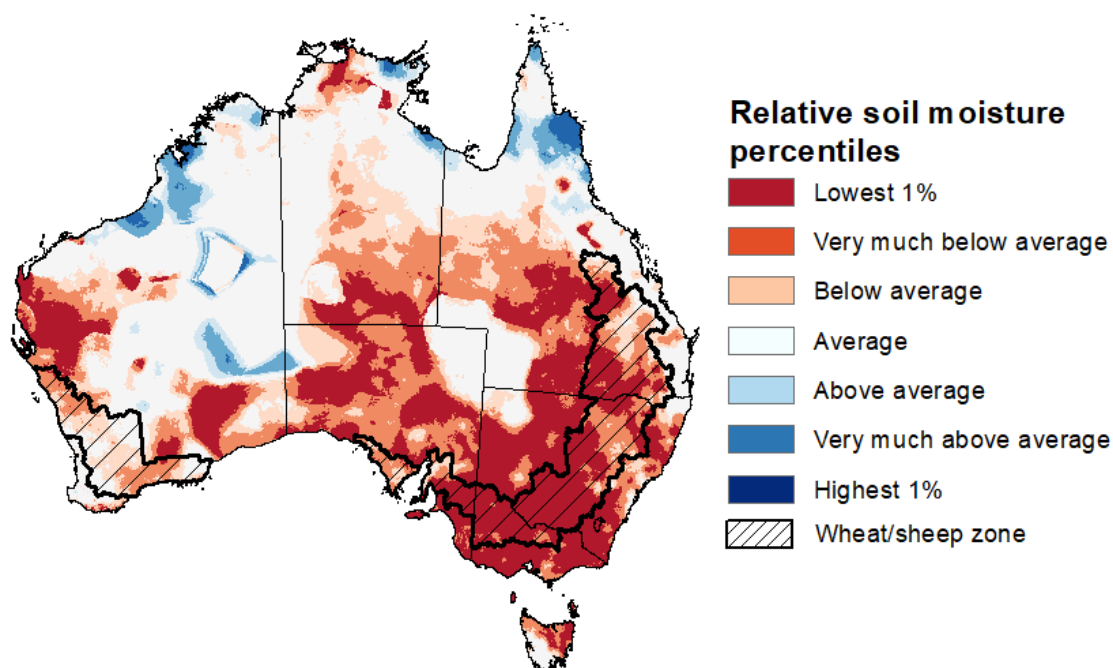 Relative soil moisture
percentiles
Lowest 1%
Very much below average
Below average
Average
Above average
Very much above average
Highest 1%
Wheat/sheep zone